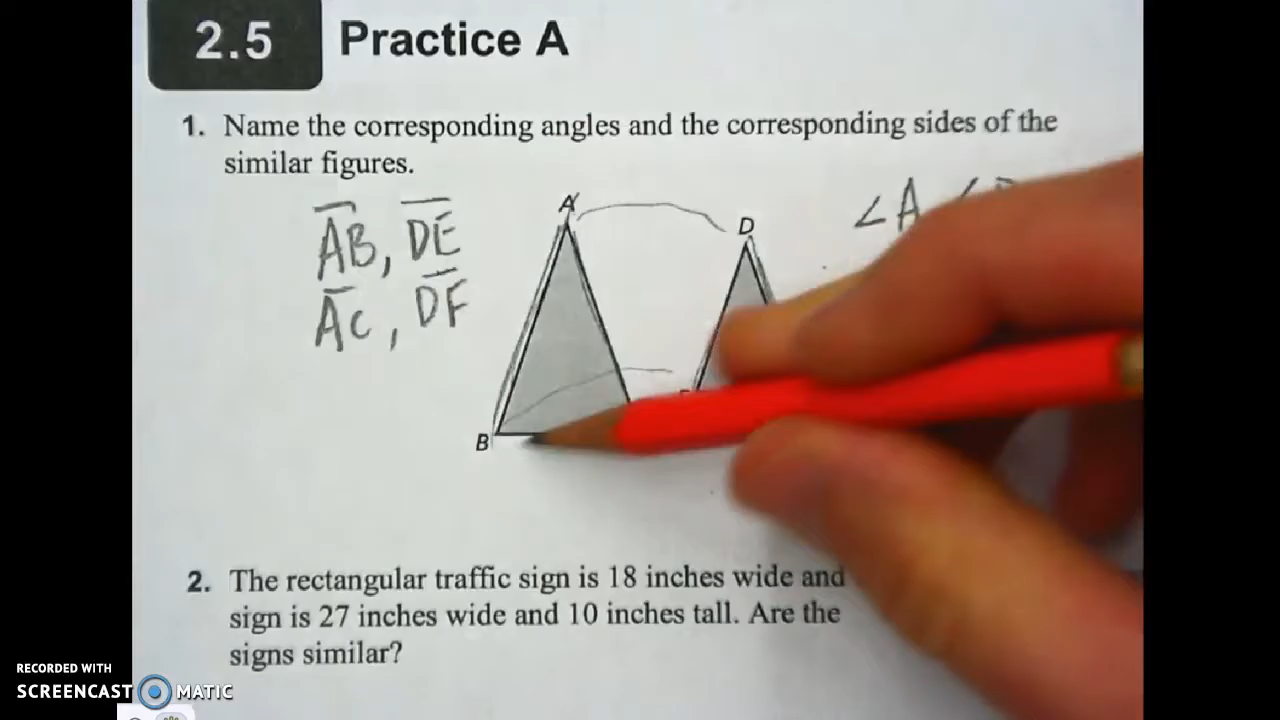 2.5 Practice A
1. Name the corresponding angles and the corresponding sides of the
similar figures.
AB, DE
AC, DF
A
D
B
∠A
2. The rectangular traffic sign is 18 inches wide and
sign is 27 inches wide and 10 inches tall. Are the
signs similar?
RECORDED WITH
SCREENCAST MATIC